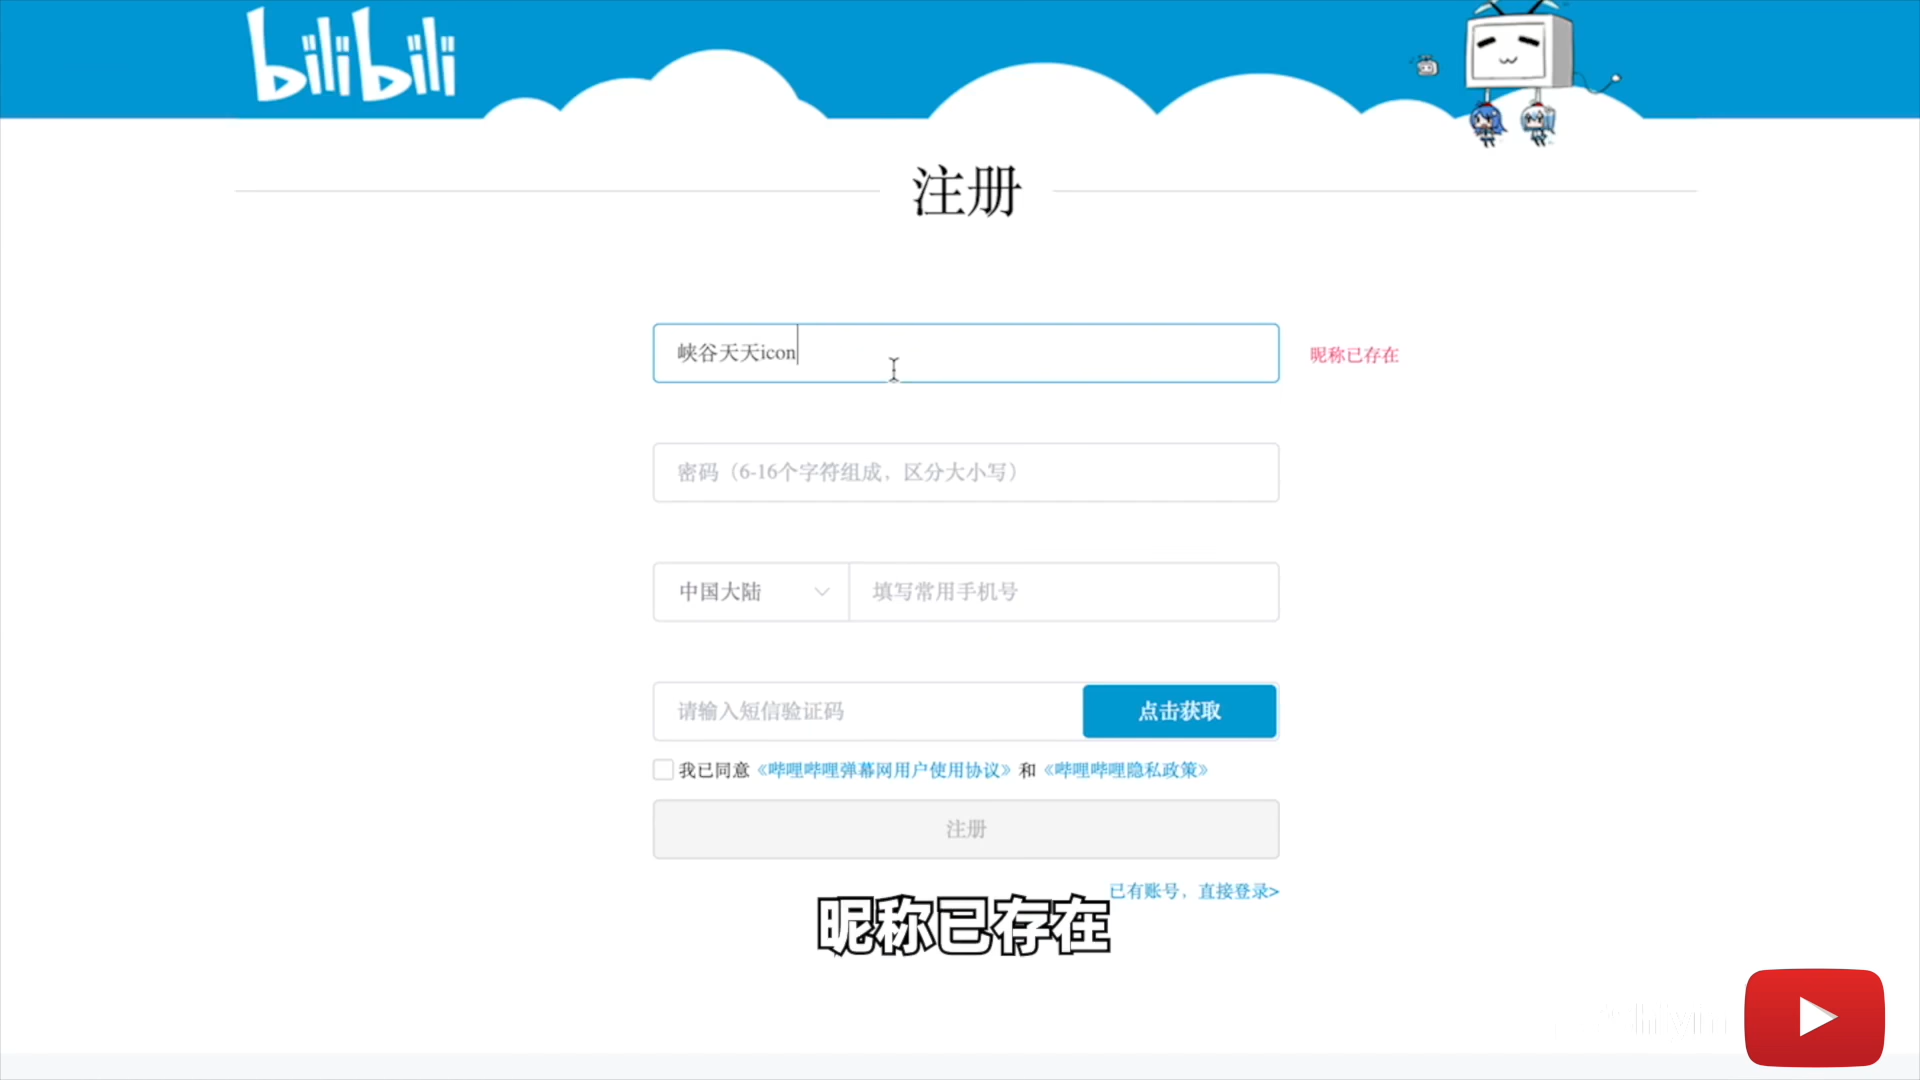 bilibili
注册
峡谷天天icon
昵称已存在
密码（6-16个字符组成，区分大小写）
中国大陆
填写常用手机号
请输入短信验证码
点击获取
我已同意《哔哩哔哩弹幕网用户使用协议》和《哔哩哔哩隐私政策》
注册
已有账号，直接登录>
昵称已存在